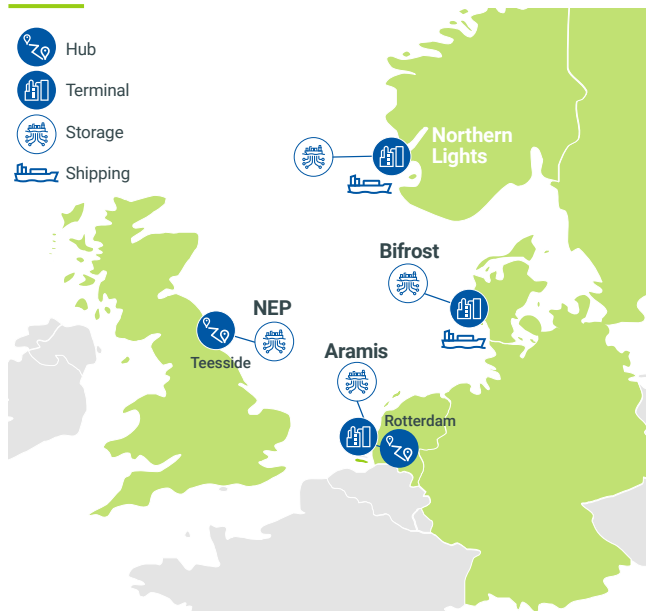 Hub
Terminal
Storage
Shipping
Northern
Lights
Bifrost
NEP
Teesside
Aramis
Rotterdam